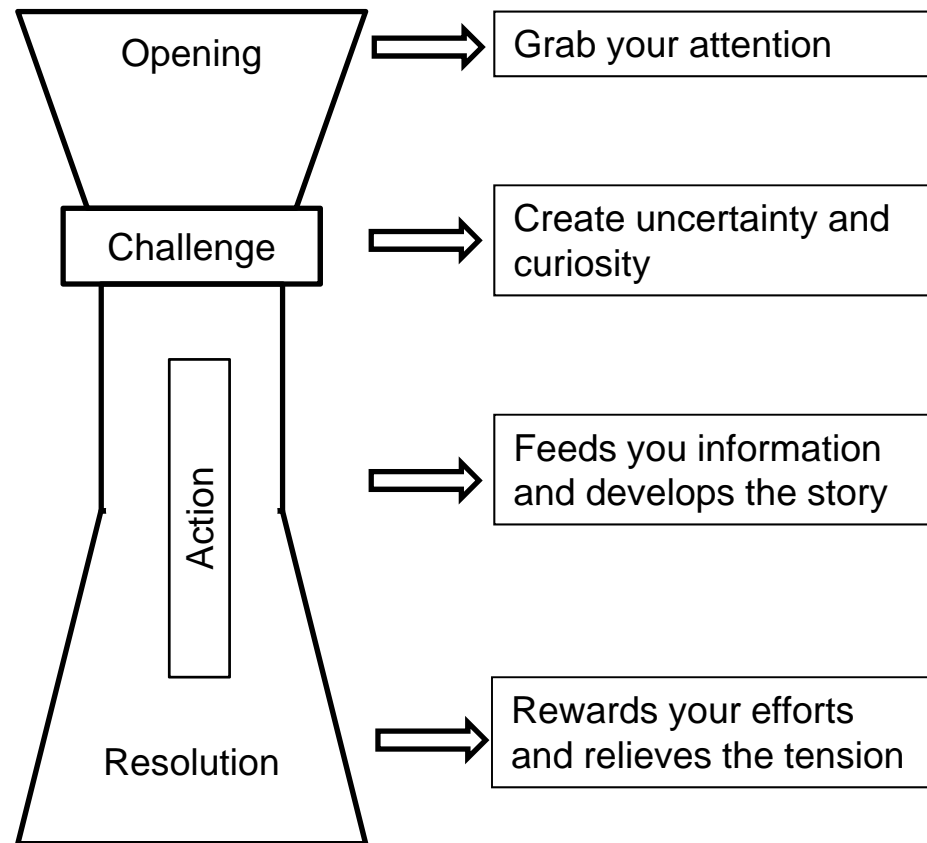 Opening
Grab your attention
Challenge
Create uncertainty and
curiosity
Action
Feeds you information
and develops the story
Resolution
Rewards your efforts
and relieves the tension